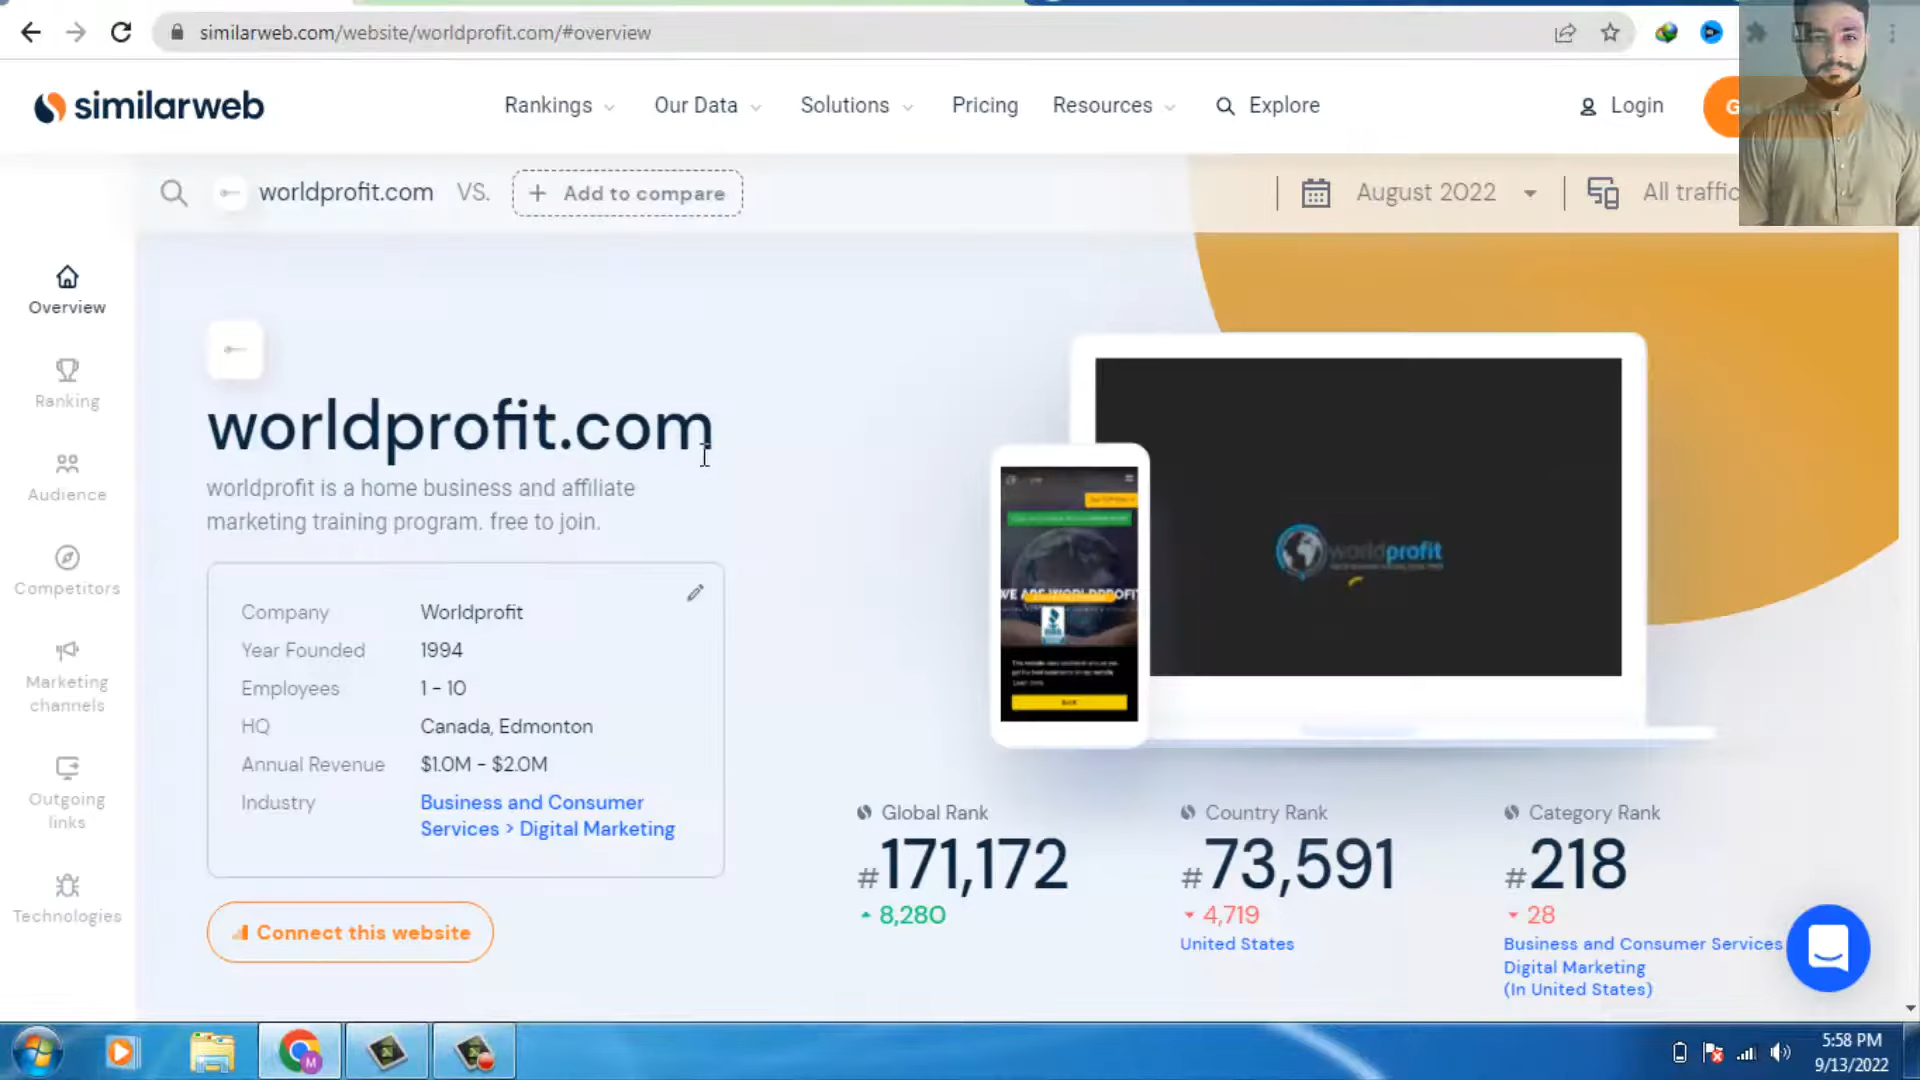 similarweb.com/website/worldprofit.com/#overview
similarweb
Rankings
Our Data
Solutions
Pricing
Resources
Explore
Login
G
worldprofit.com VS. + Add to compare
August 2022
All traffic
Overview
Ranking
Audience
Competitors
Marketing
channels
Outgoing
links
Technologies
worldprofit.com
worldprofit is a home business and affiliate
marketing training program. free to join.
Company Worldprofit
Year Founded 1994
Employees 1 - 10
HQ Canada, Edmonton
Annual Revenue $1.0M - $2.0M
Industry Business and Consumer
Services > Digital Marketing
Connect this website
WE ARE WORLDPROFIT
worldprofit
Global Rank
#171,172
8,280
Country Rank
#73,591
4,719
United States
Category Rank
#218
28
Business and Consumer Services
Digital Marketing
(In United States)
M
5:58 PM
9/13/2022